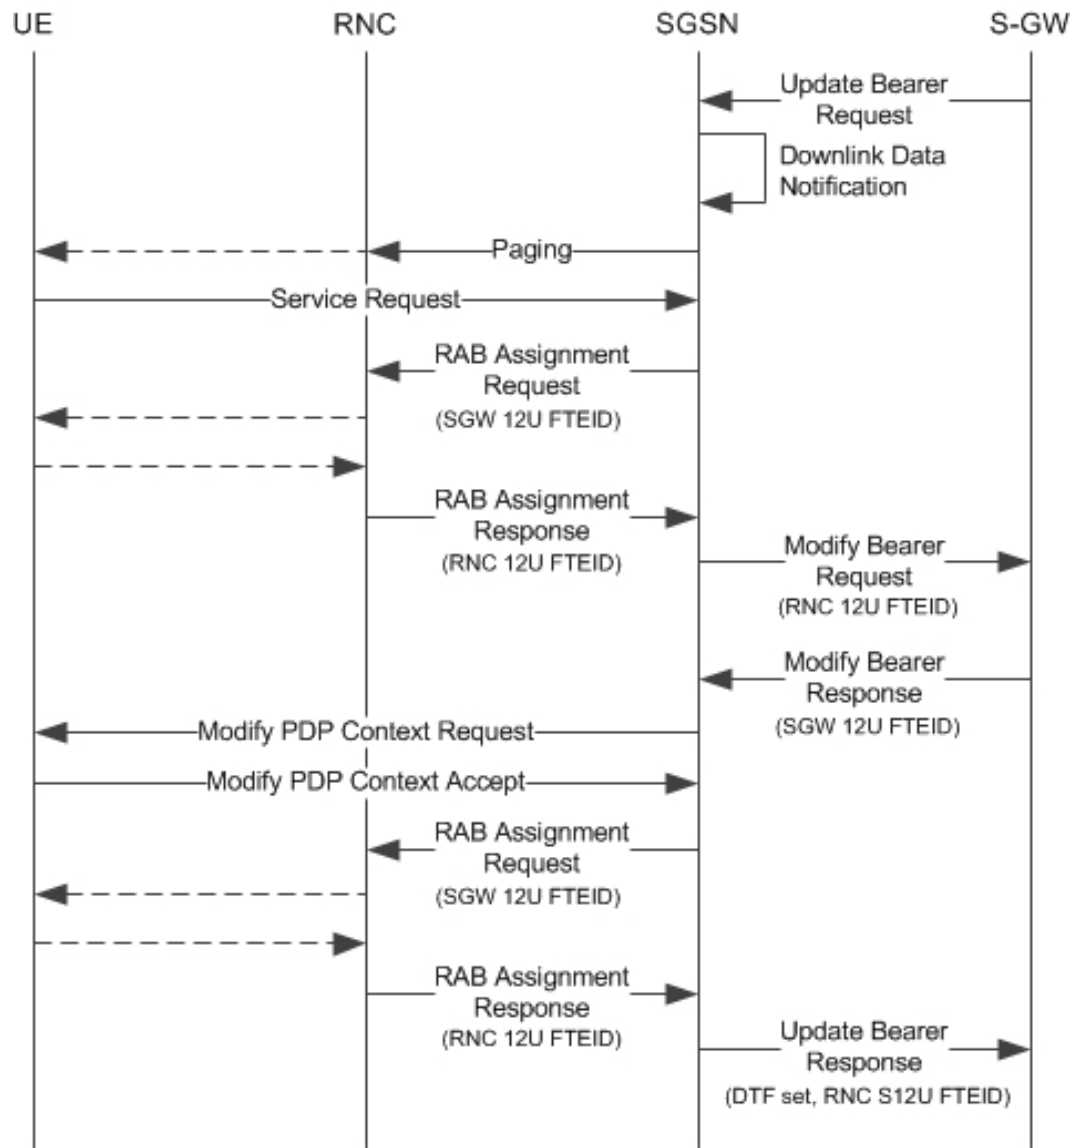 UE RNC SGSN S-GW
Update Bearer
Request
Downlink Data
Notification
Paging
Service Request
RAB Assignment
Request
(SGW 12U FTEID)
RAB Assignment
Response
(RNC 12U FTEID)
Modify Bearer
Request
(RNC 12U FTEID)
Modify Bearer
Response
(SGW 12U FTEID)
Modify PDP Context Request
Modify PDP Context Accept
RAB Assignment
Request
(SGW 12U FTEID)
RAB Assignment
Response
(RNC 12U FTEID)
Update Bearer
Response
(DTF set, RNC S12U FTEID)